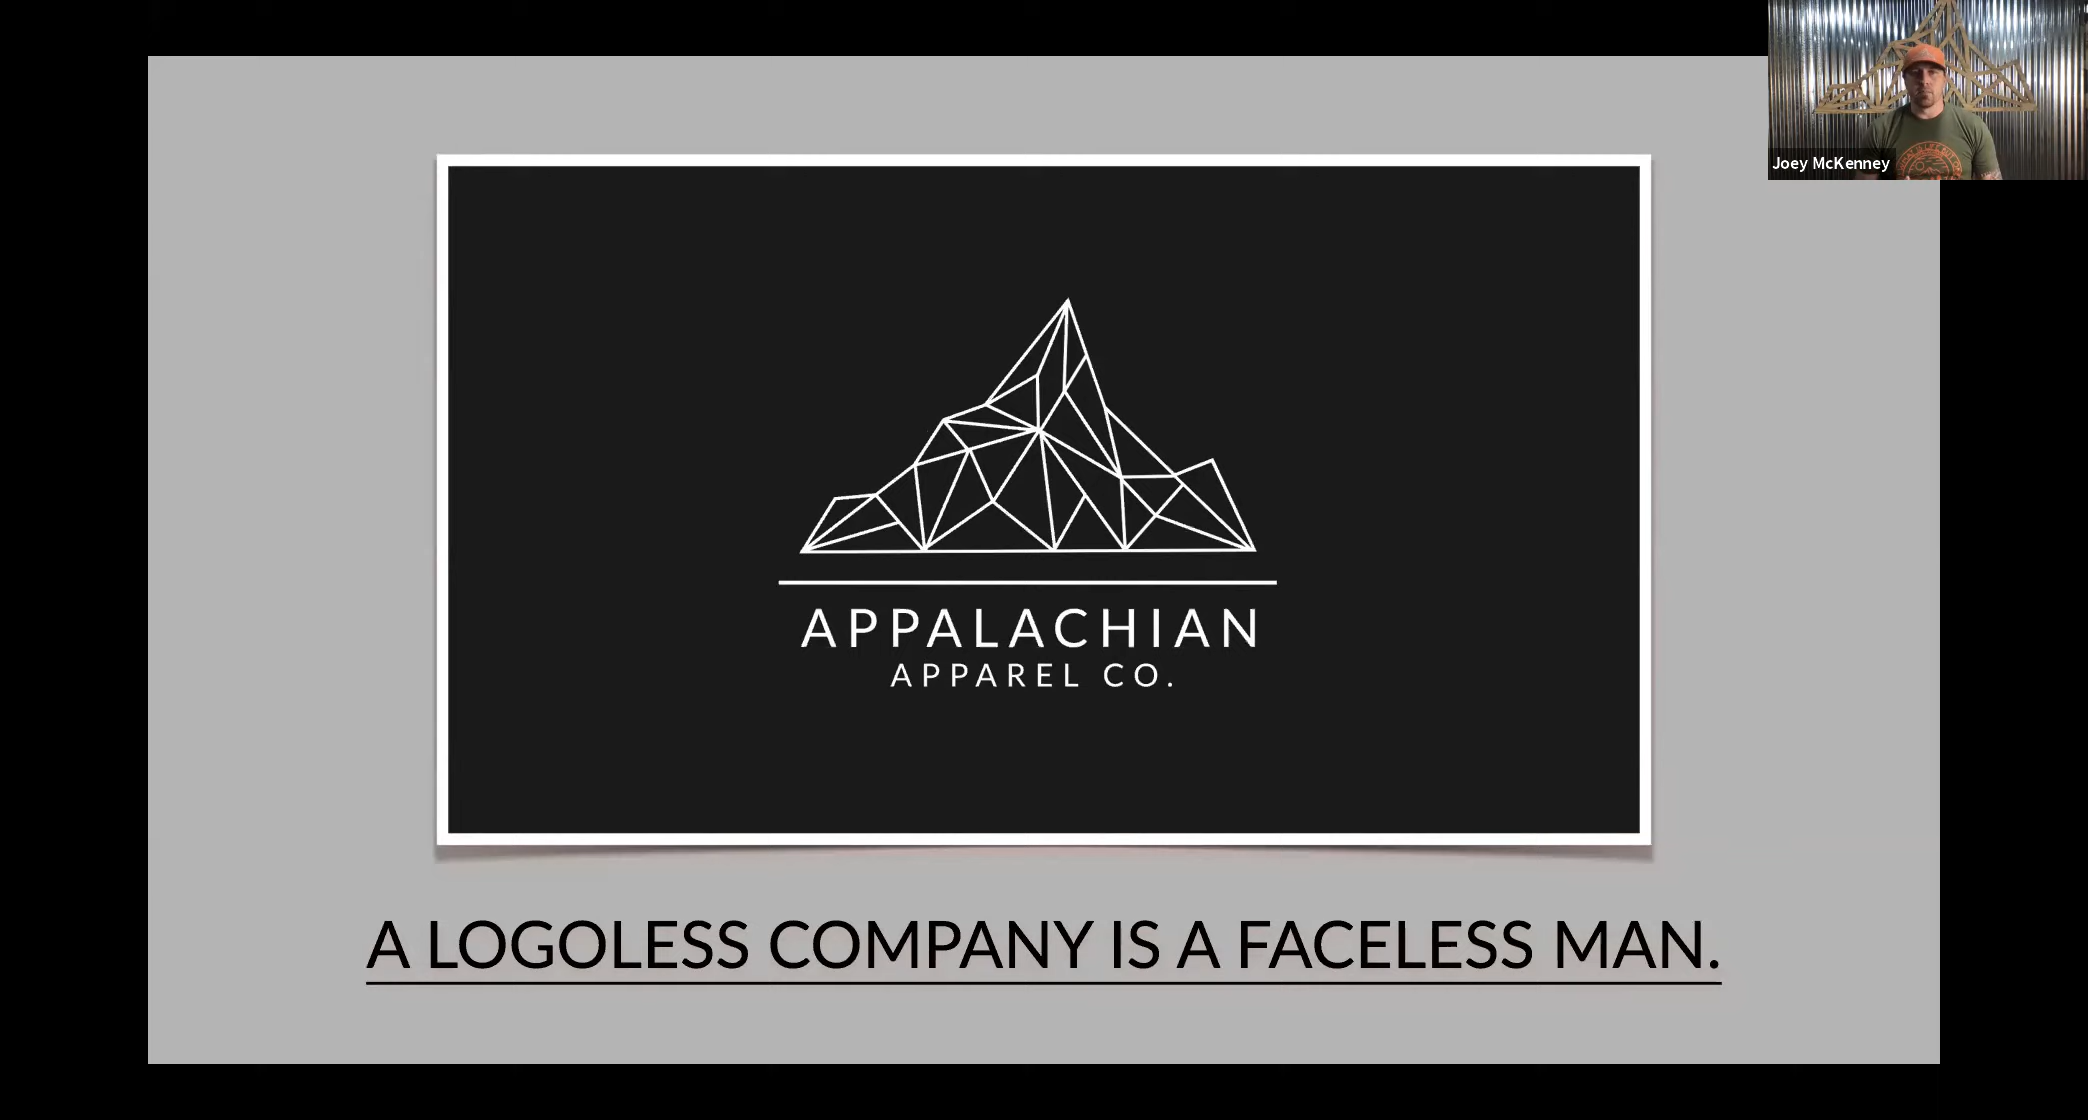 Joey McKenney
APPALACHIAN
APPAREL CO.
A LOGOLESS COMPANY IS A FACELESS MAN.